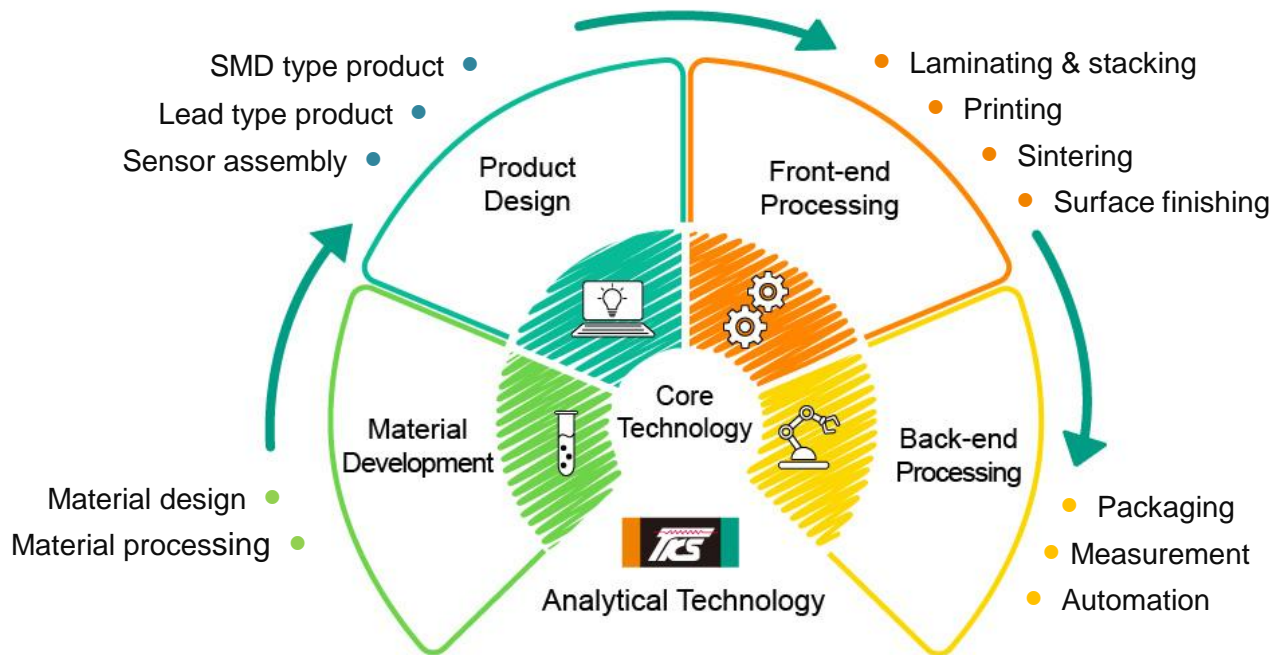 SMD type product
Lead type product
Sensor assembly
Product
Design
Laminating & stacking
Printing
Sintering
Surface finishing
Front-end
Processing
Material
Development
Material design
Material processing
Core
Technology
Back-end
Processing
Packaging
Measurement
Automation
TKS
Analytical Technology